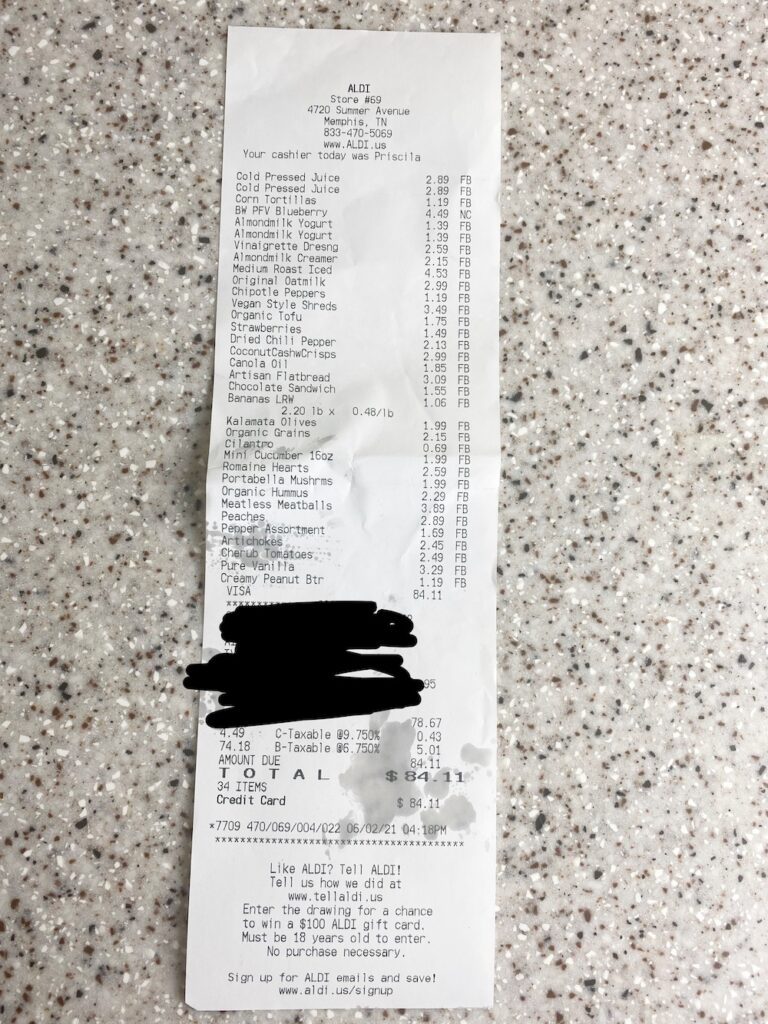 ALDI
Store #69
4720 Summer Avenue
Memphis, TN
833-470-5069
www.ALDI.us
Your cashier today was Priscila
Cold Pressed Juice 2.89 FB
Cold Pressed Juice 2.89 FB
Corn Tortillas 1.19 FB
BW PFV Blueberry 4.49 NC
Almondmilk Yogurt 1.39 FB
Almondmilk Yogurt 1.39 FB
Vinaigrette Dresng 2.59 FB
Almondmilk Creamer 2.15 FB
Medium Roast Iced 4.53 FB
Original Oatmilk 2.99 FB
Chipotle Peppers 1.19 FB
Vegan Style Shreds 3.49 FB
Organic Tofu 1.75 FB
Strawberries 1.49 FB
Dried Chili Pepper 2.13 FB
CoconutCashwCrisps 2.99 FB
Canola Oil 1.85 FB
Artisan Flatbread 3.09 FB
Chocolate Sandwich 1.55 FB
Bananas LRW 1.06 FB
2.20 lb x 0.48/lb
Kalamata Olives 1.99 FB
Organic Grains 2.15 FB
Cilantro 0.69 FB
Mini Cucumber 16oz 1.99 FB
Romaine Hearts 2.59 FB
Portabella Mushrms 1.99 FB
Organic Hummus 2.29 FB
Meatless Meatballs 3.89 FB
Peaches 2.89 FB
Pepper Assortment 1.69 FB
Artichokes 2.45 FB
Cherub Tomatoes 2.49 FB
Pure Vanilla 3.29 FB
Creamy Peanut Btr 1.19 FB
VISA 84.11
78.67
4.49 C-Taxable @9.750% 0.43
74.18 B-Taxable @6.750% 5.01
AMOUNT DUE 84.11
TOTAL $84.11
34 ITEMS
Credit Card $ 84.11
*7709 470/069/004/022 06/02/21 04:18PM
****************************************
Like ALDI? Tell ALDI!
Tell us how we did at
www.tellaldi.us
Enter the drawing for a chance
to win a $100 ALDI gift card.
Must be 18 years old to enter.
No purchase necessary.
Sign up for ALDI emails and save!
www.aldi.us/signup